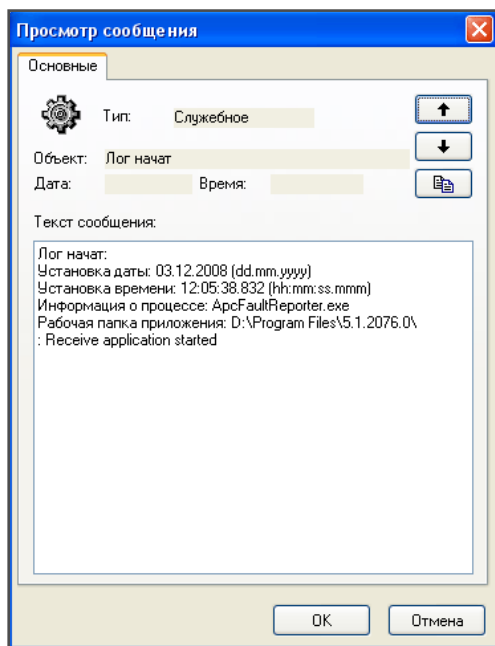 Просмотр сообщения
Основные
Тип: Служебное
Объект: Лог начат
Дата: Время:
Текст сообщения:
Лог начат:
Установка даты: 03.12.2008 (dd.mm.yyyy)
Установка времени: 12:05:38.832 (hh:mm:ss.mmm)
Информация о процессе: ApcFaultReporter.exe
Рабочая папка приложения: D:\Program Files\5.1.2076.0\
: Receive application started
OK Отмена